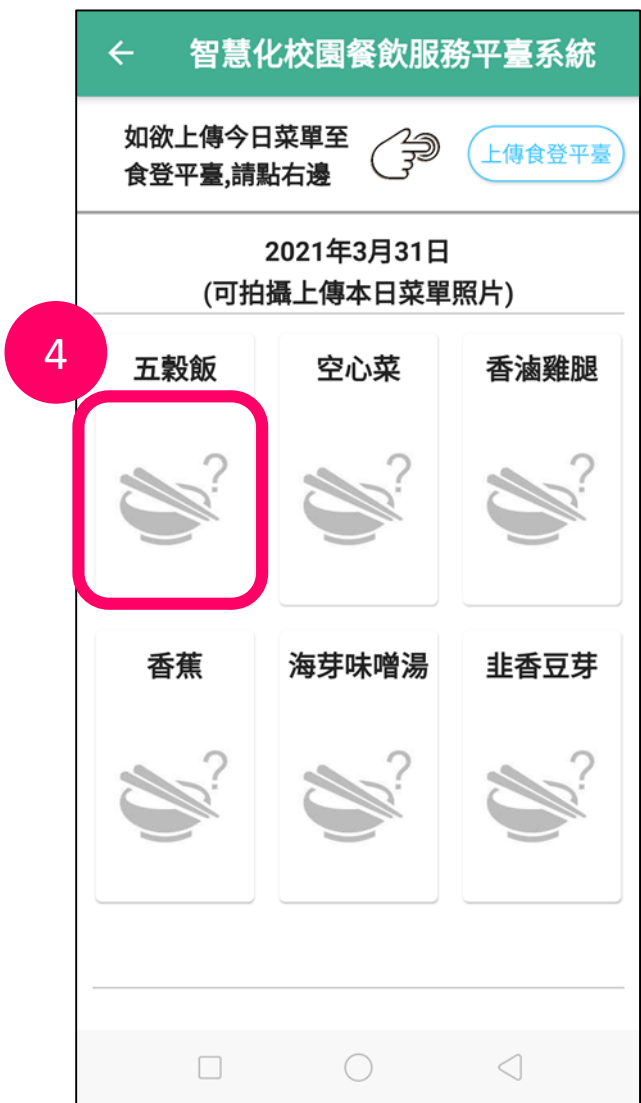 智慧化校園餐飲服務平臺系統
如欲上傳今日菜單至
食登平臺,請點右邊
上傳食登平臺
2021年3月31日
(可拍攝上傳本日菜單照片)
4
五穀飯 空心菜 香滷雞腿
? ? ?
香蕉 海芽味噌湯 韭香豆芽
? ? ?